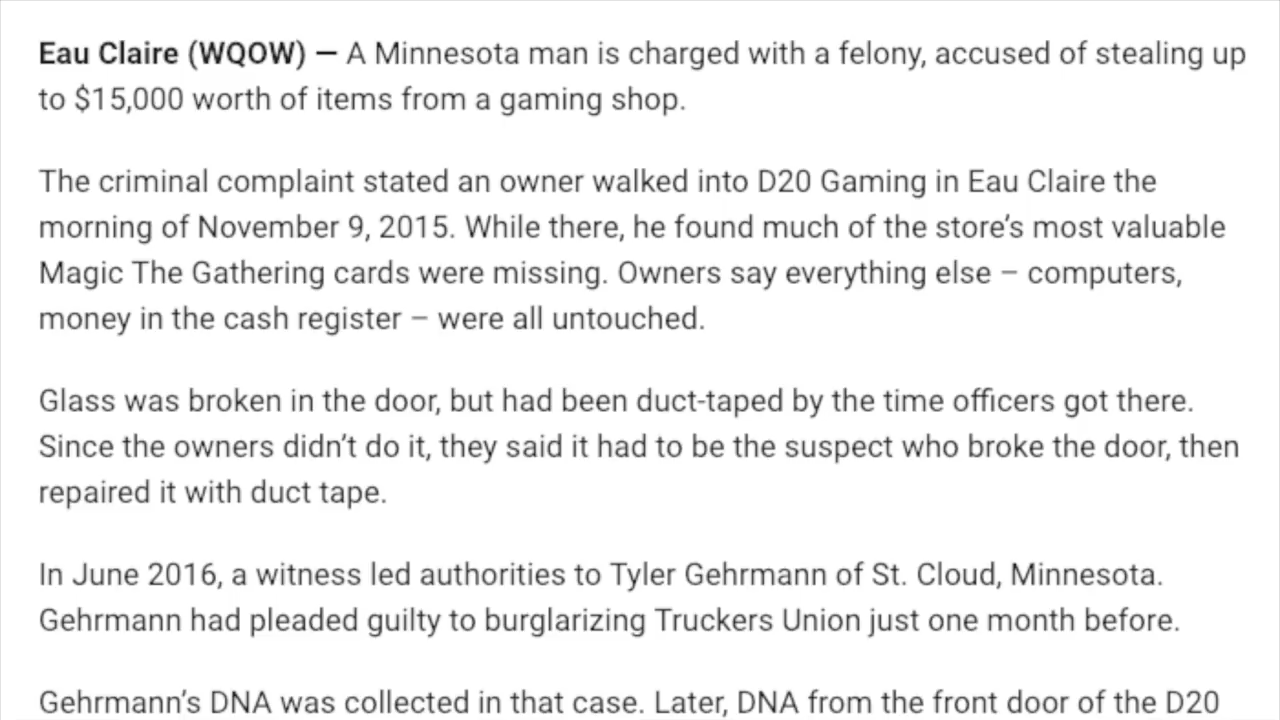 Eau Claire (WQOW) — A Minnesota man is charged with a felony, accused of stealing up
to $15,000 worth of items from a gaming shop.
The criminal complaint stated an owner walked into D20 Gaming in Eau Claire the
morning of November 9, 2015. While there, he found much of the store’s most valuable
Magic The Gathering cards were missing. Owners say everything else – computers,
money in the cash register – were all untouched.
Glass was broken in the door, but had been duct-taped by the time officers got there.
Since the owners didn’t do it, they said it had to be the suspect who broke the door, then
repaired it with duct tape.
In June 2016, a witness led authorities to Tyler Gehrmann of St. Cloud, Minnesota.
Gehrmann had pleaded guilty to burglarizing Truckers Union just one month before.
Gehrmann’s DNA was collected in that case. Later, DNA from the front door of the D20